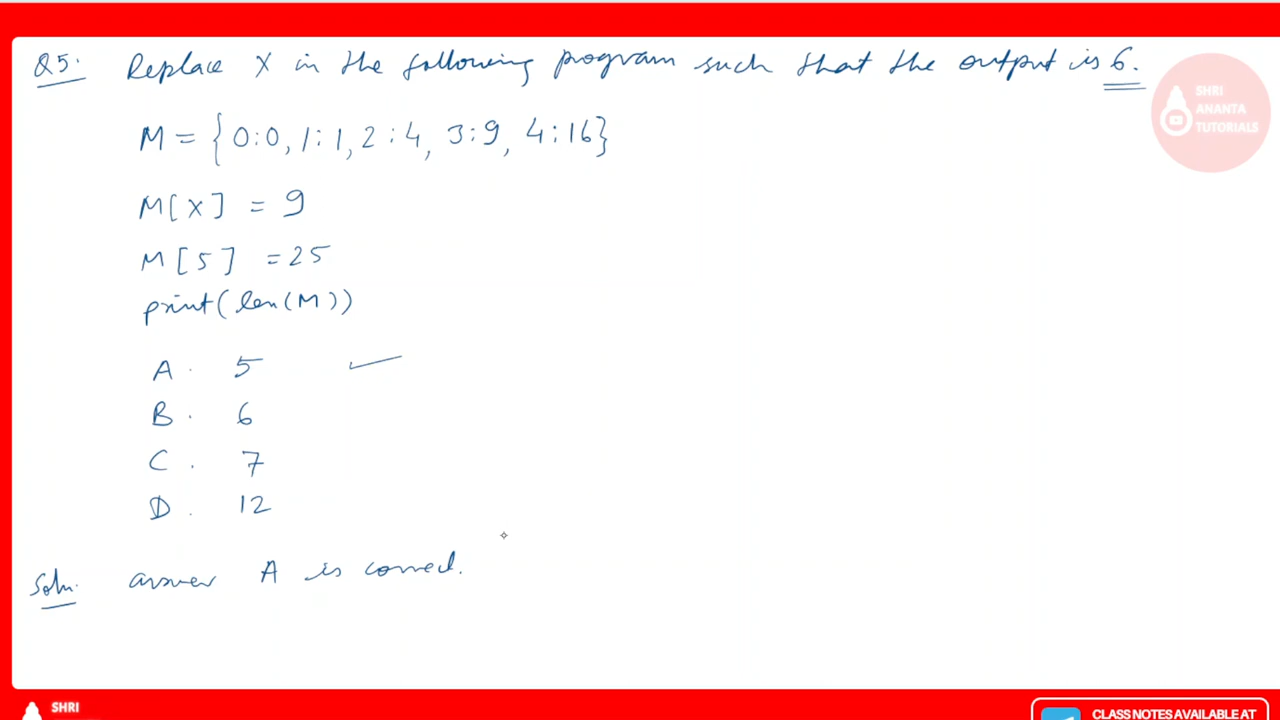 Q5. Replace X in the following program such that the output is 6.
SHRI
ANANTA
TUTORIALS
M = {0:0, 1:1, 2:4, 3:9, 4:16}
M[X] = 9
M[5] = 25
print(len(M))
A. 5
B. 6
C. 7
D. 12
Soln. answer A is correct.
SHRI
CLASS NOTES AVAILABLE AT